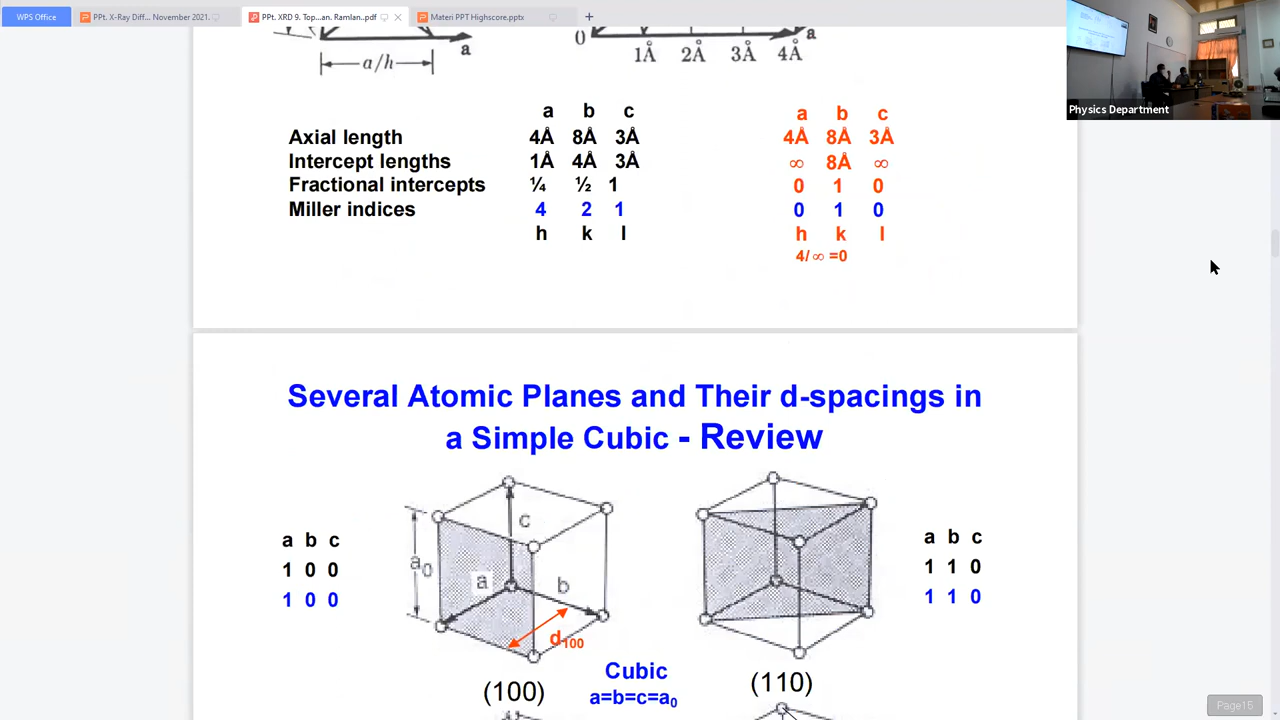 WPS Office
PPt. X-Ray Diff... November 2021.
PPt. XRD 9. Top...an. Ramlan..pdf
Materi PPT Highscore.pptx
a
a/h
0
1Å 2Å 3Å 4Å
a
Physics Department
a b c
Axial length 4Å 8Å 3Å
Intercept lengths 1Å 4Å 3Å
Fractional intercepts ¼ ½ 1
Miller indices 4 2 1
h k l
a b c
4Å 8Å 3Å
∞ 8Å ∞
0 1 0
0 1 0
h k l
4/∞ =0
Several Atomic Planes and Their d-spacings in
a Simple Cubic - Review
a b c
1 0 0
1 0 0
a₀
c
a
b
d₁₀₀
(100)
Cubic
a=b=c=a₀
(110)
a b c
1 1 0
1 1 0
Page16